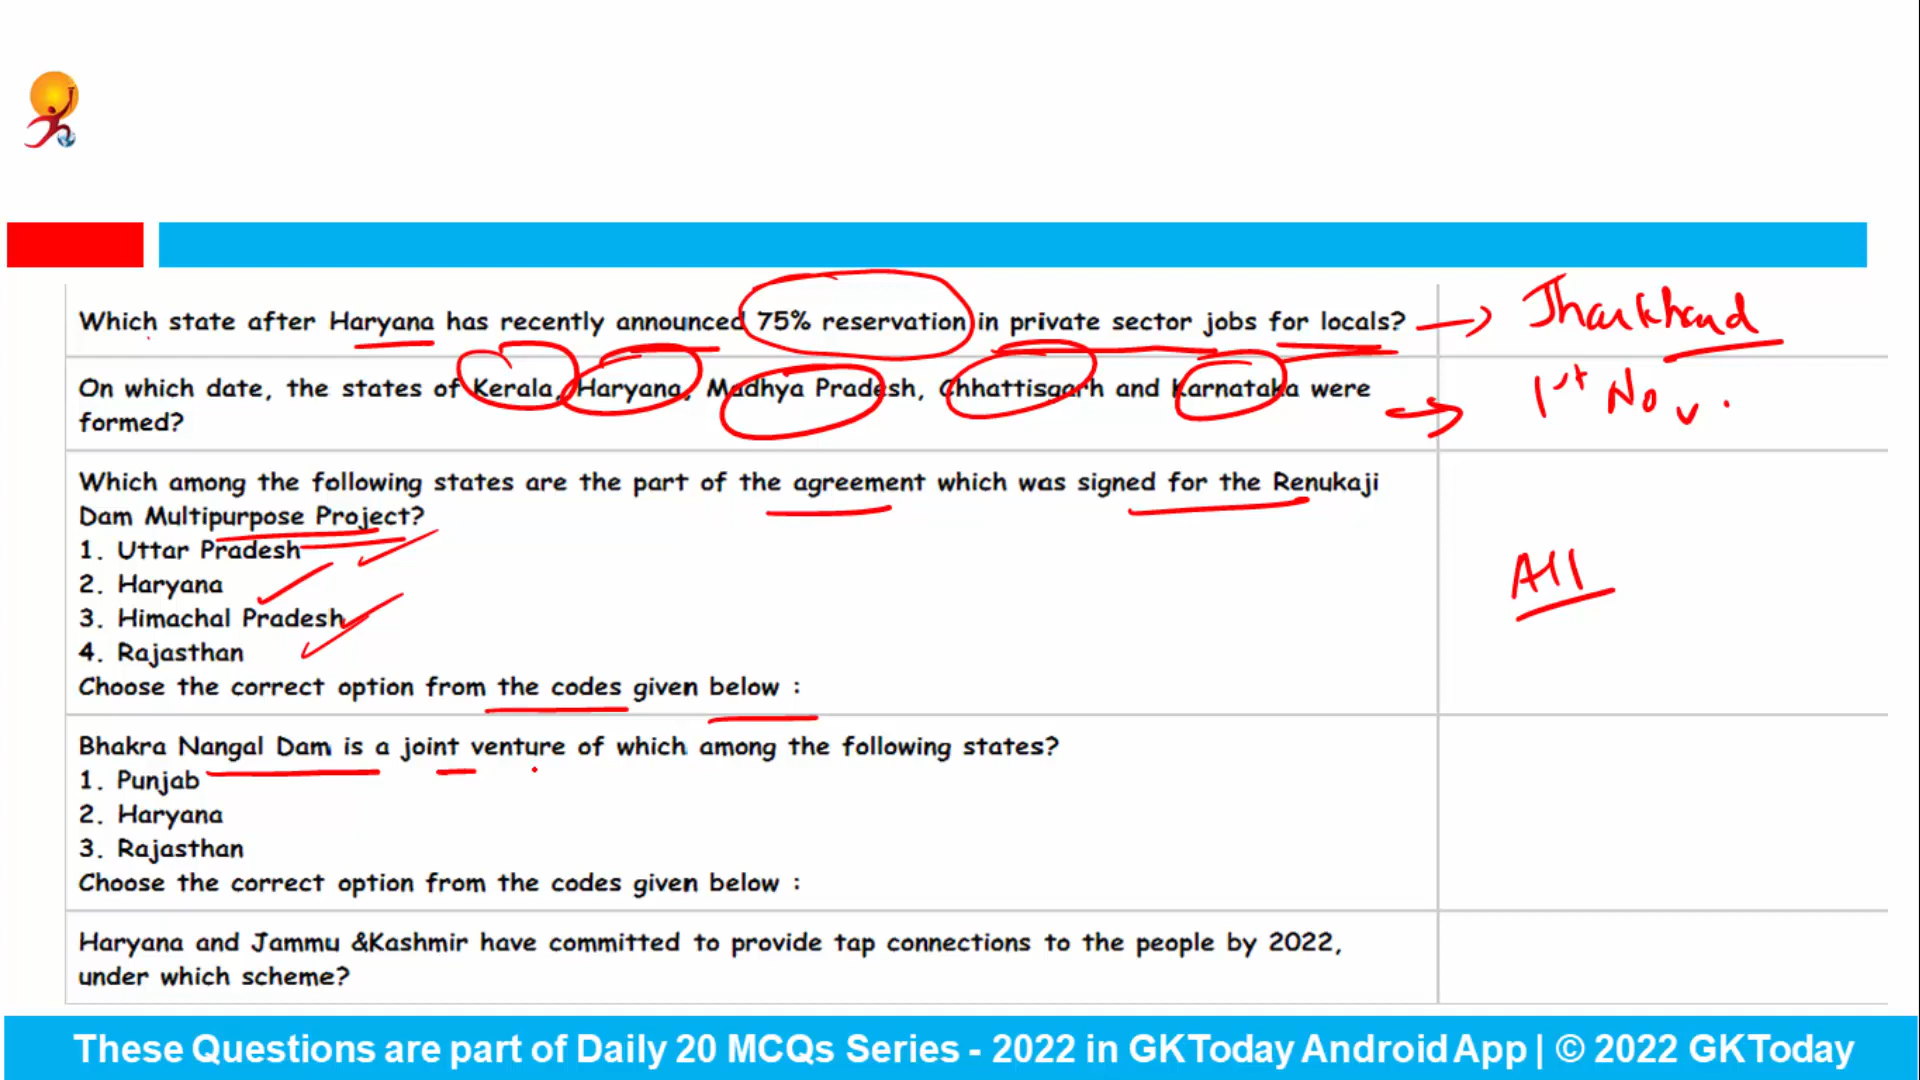 Which state after Haryana has recently announced 75% reservation in private sector jobs for locals?
Jharkhand
On which date, the states of Kerala, Haryana, Madhya Pradesh, Chhattisgarh and Karnataka were
formed?
1st Nov.
Which among the following states are the part of the agreement which was signed for the Renukaji
Dam Multipurpose Project?
1. Uttar Pradesh
2. Haryana
3. Himachal Pradesh
4. Rajasthan
Choose the correct option from the codes given below :
All
Bhakra Nangal Dam is a joint venture of which among the following states?
1. Punjab
2. Haryana
3. Rajasthan
Choose the correct option from the codes given below :
Haryana and Jammu &Kashmir have committed to provide tap connections to the people by 2022,
under which scheme?
These Questions are part of Daily 20 MCQs Series - 2022 in GKToday Android App | © 2022 GKToday